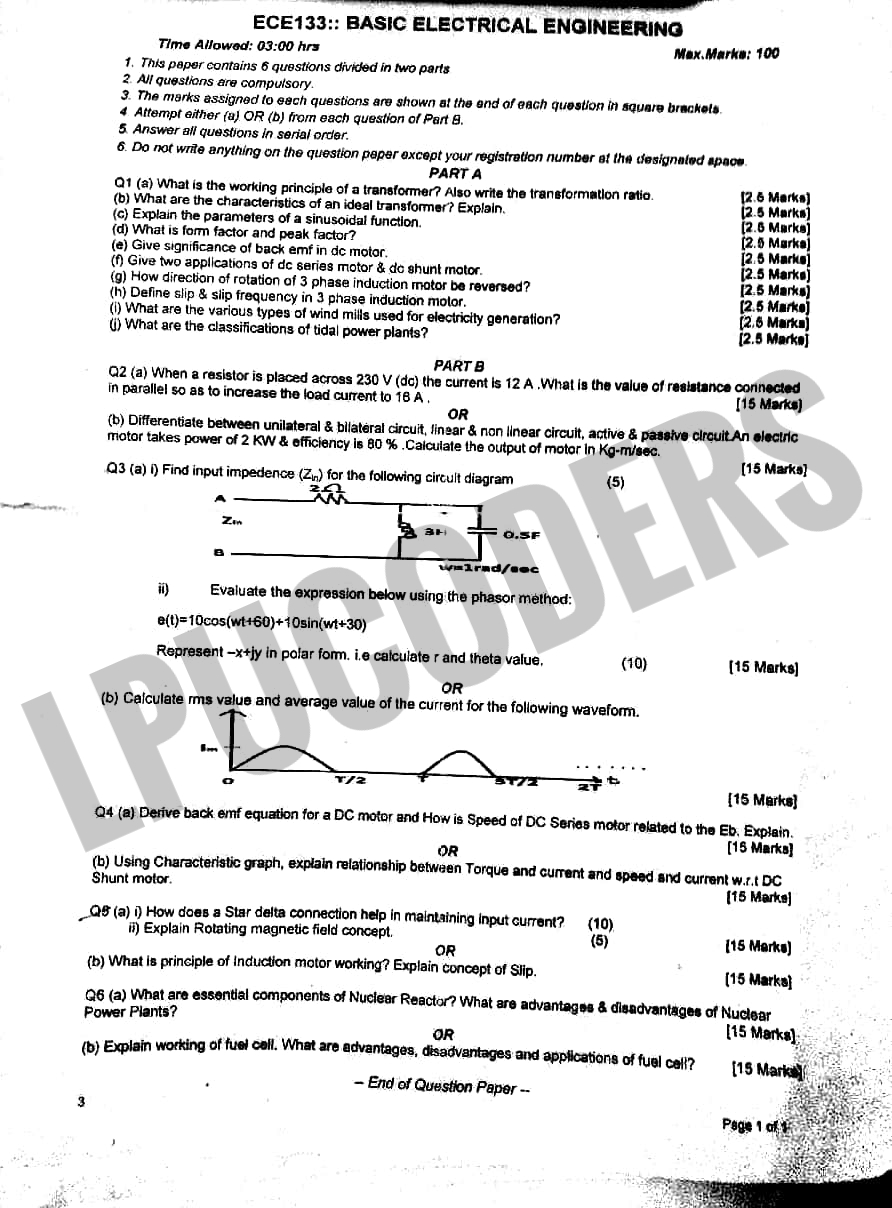 ECE133:: BASIC ELECTRICAL ENGINEERING
Time Allowed: 03:00 hrs
Max.Marks: 100
1. This paper contains 6 questions divided in two parts
2. All questions are compulsory.
3. The marks assigned to each questions are shown at the end of each question in square brackets.
4 Attempt either (a) OR (b) from each question of Part B.
5. Answer all questions in serial order.
6. Do not write anything on the question paper except your registration number at the designated space.
PART A
Q1 (a) What is the working principle of a transformer? Also write the transformation ratio. [2.5 Marks]
(b) What are the characteristics of an ideal transformer? Explain. [2.5 Marks]
(c) Explain the parameters of a sinusoidal function. [2.5 Marks]
(d) What is form factor and peak factor? [2.5 Marks]
(e) Give significance of back emf in dc motor. [2.5 Marks]
(f) Give two applications of dc series motor & dc shunt motor. [2.5 Marks]
(g) How direction of rotation of 3 phase induction motor be reversed? [2.5 Marks]
(h) Define slip & slip frequency in 3 phase induction motor. [2.5 Marks]
(i) What are the various types of wind mills used for electricity generation? [2.5 Marks]
(j) What are the classifications of tidal power plants? [2.5 Marks]
PART B
Q2 (a) When a resistor is placed across 230 V (dc) the current is 12 A .What is the value of resistance connected
in parallel so as to increase the load current to 16 A . [15 Marks]
OR
(b) Differentiate between unilateral & bilateral circuit, linear & non linear circuit, active & passive circuit.An electric
motor takes power of 2 KW & efficiency is 80 % .Calculate the output of motor in Kg-m/sec.
[15 Marks]
Q3 (a) i) Find input impedence (Zin) for the following circuit diagram (5)
2Ω
A
Zin
3H
0.5F
B
w=1rad/sec
ii) Evaluate the expression below using the phasor method:
e(t)=10cos(wt+60)+10sin(wt+30)
Represent –x+jy in polar form. i.e calculate r and theta value. (10) [15 Marks]
OR
(b) Calculate rms value and average value of the current for the following waveform.
Im
O T/2 T 3T/2 2T t
.......
[15 Marks]
Q4 (a) Derive back emf equation for a DC motor and How is Speed of DC Series motor related to the Eb. Explain.
[15 Marks]
OR
(b) Using Characteristic graph, explain relationship between Torque and current and speed and current w.r.t DC
Shunt motor.
[15 Marks]
Q5 (a) i) How does a Star delta connection help in maintaining input current? (10)
ii) Explain Rotating magnetic field concept. (5) [15 Marks]
OR
(b) What is principle of Induction motor working? Explain concept of Slip. [15 Marks]
Q6 (a) What are essential components of Nuclear Reactor? What are advantages & disadvantages of Nuclear
Power Plants? [15 Marks]
OR
(b) Explain working of fuel cell. What are advantages, disadvantages and applications of fuel cell? [15 Marks]
-- End of Question Paper --
3
Page 1 of 1
LPUCODERS